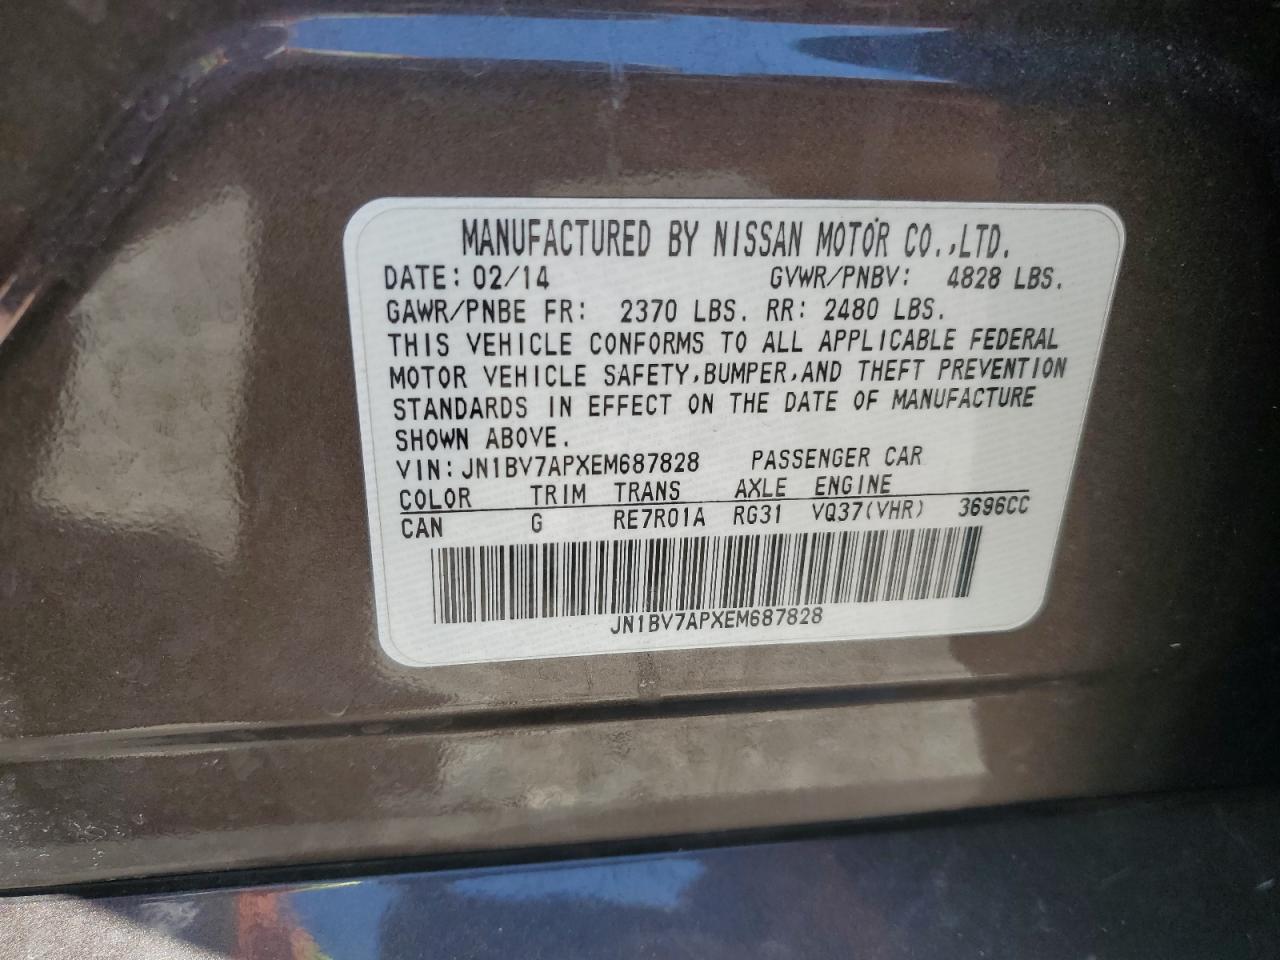 MANUFACTURED BY NISSAN MOTOR CO.,LTD.
DATE: 02/14 GVWR/PNBV: 4828 LBS.
GAWR/PNBE FR: 2370 LBS. RR: 2480 LBS.
THIS VEHICLE CONFORMS TO ALL APPLICABLE FEDERAL
MOTOR VEHICLE SAFETY,BUMPER,AND THEFT PREVENTION
STANDARDS IN EFFECT ON THE DATE OF MANUFACTURE
SHOWN ABOVE.
VIN: JN1BV7APXEM687828 PASSENGER CAR
COLOR TRIM TRANS AXLE ENGINE
CAN G RE7R01A RG31 VQ37(VHR) 3696CC
JN1BV7APXEM687828